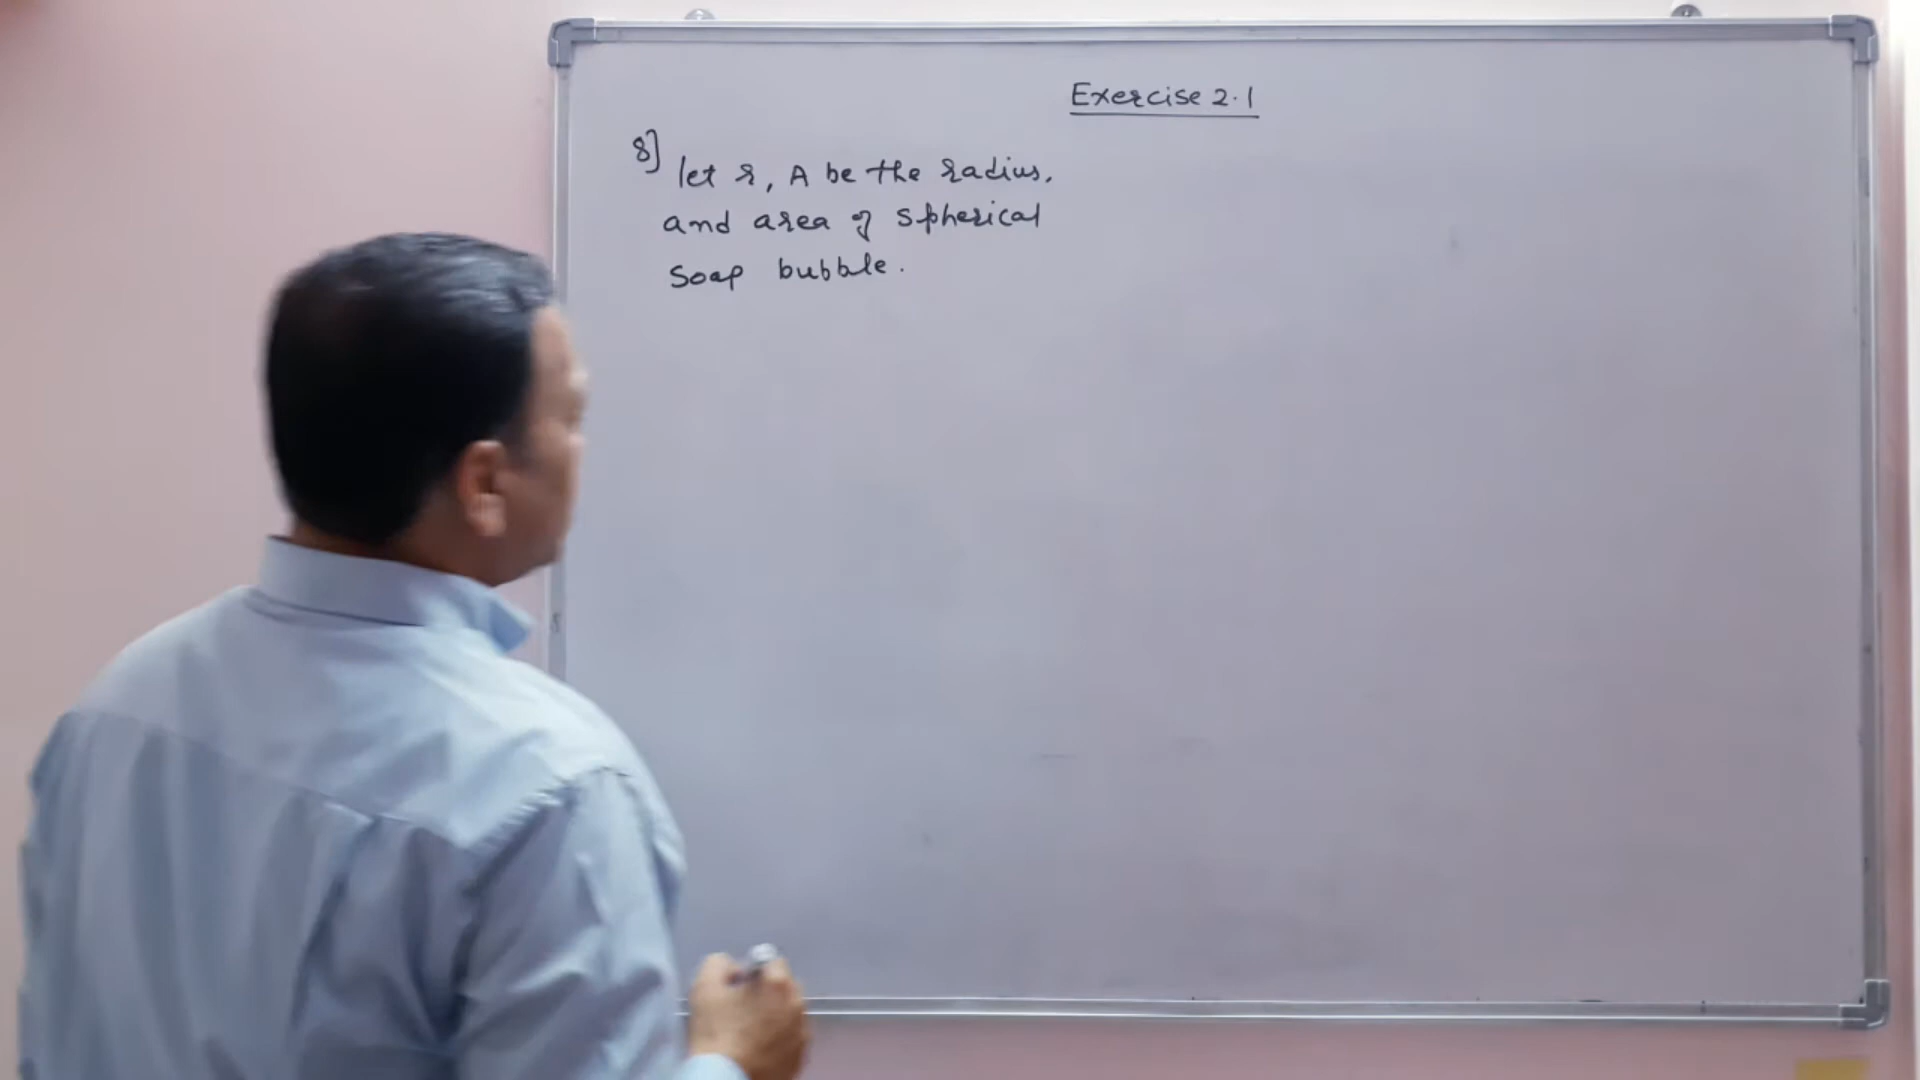 Exercise 2.1
8]
let r, A be the radius,
and area of spherical
soap bubble.